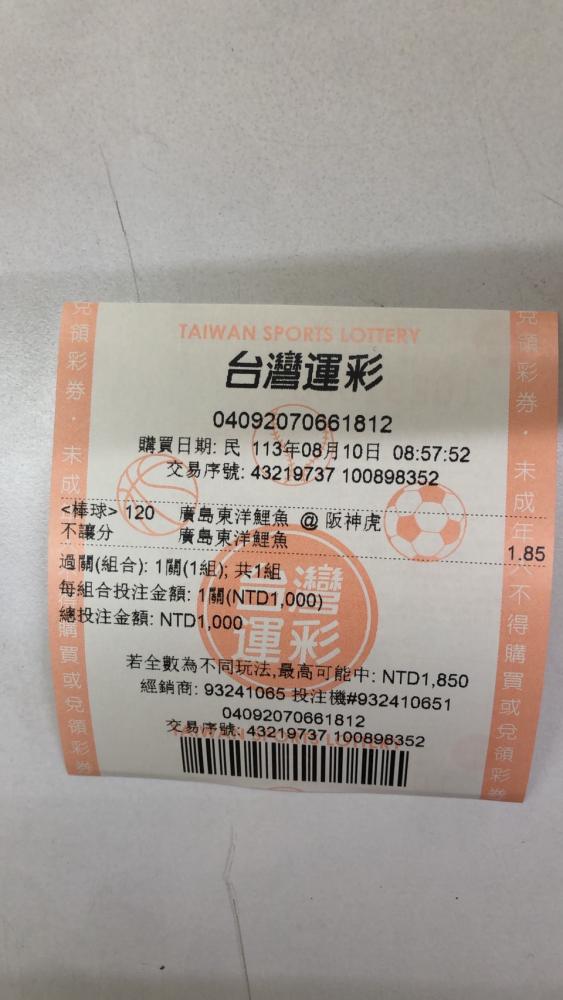 TAIWAN SPORTS LOTTERY
台灣運彩
04092070661812
購買日期: 民 113年08月10日 08:57:52
交易序號: 43219737 100898352
<棒球> 120 廣島東洋鯉魚 @ 阪神虎
不讓分 廣島東洋鯉魚 1.85
過關(組合): 1關(1組); 共1組
每組合投注金額: 1關(NTD1,000)
總投注金額: NTD1,000
台灣
運彩
若全數為不同玩法,最高可能中: NTD1,850
經銷商: 93241065 投注機#932410651
04092070661812
交易序號: 43219737 100898352
TAIWAN SPORTS LOTTERY
兌領彩券・未成
購買或兌領彩券
兌領彩券・未成年人不得購買或兌領彩券